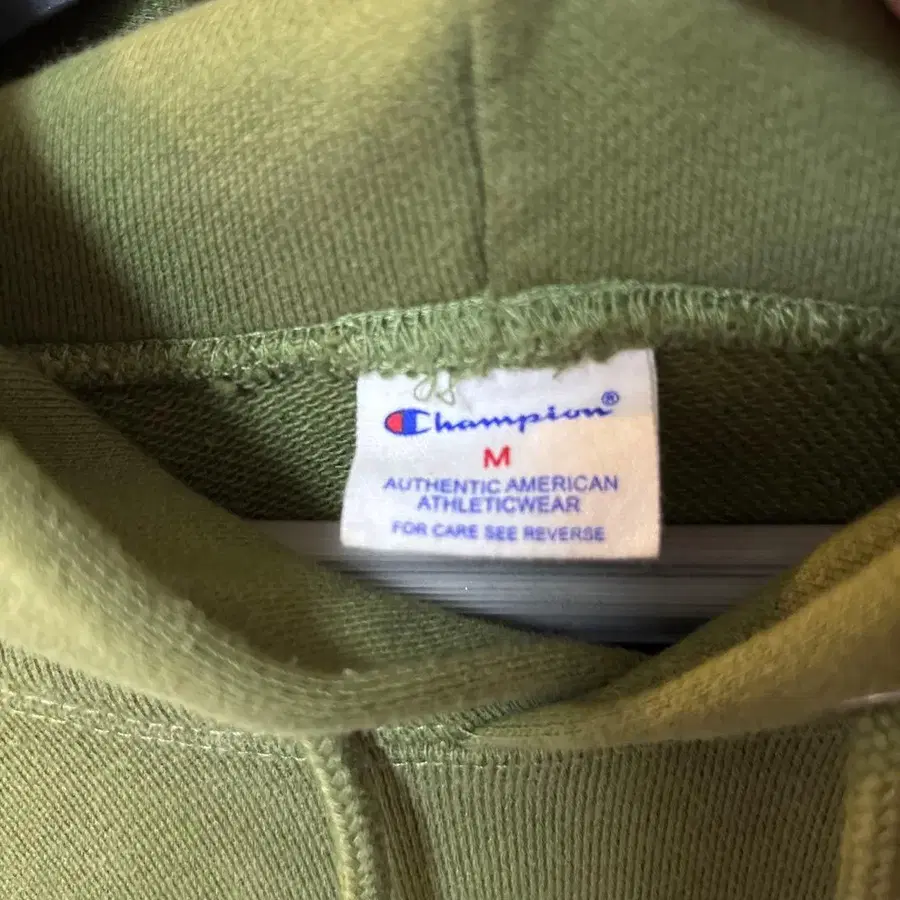 Champion®
M
AUTHENTIC AMERICAN
ATHLETICWEAR
FOR CARE SEE REVERSE